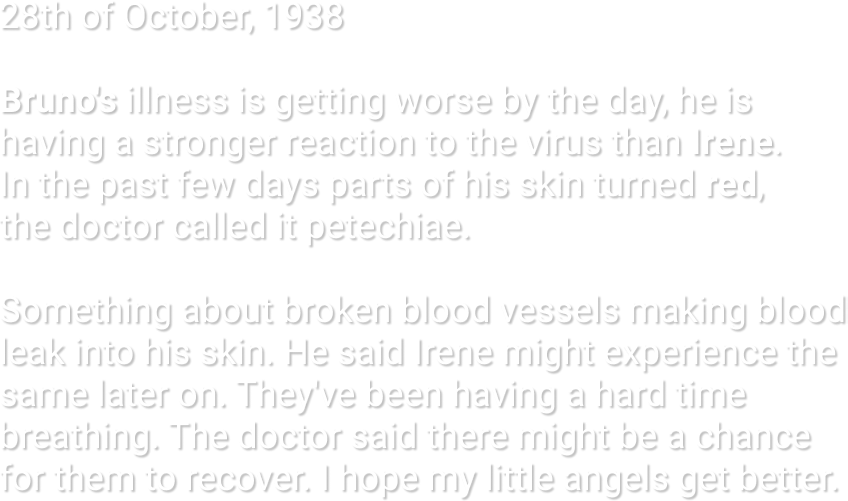 28th of October, 1938
Bruno's illness is getting worse by the day, he is
having a stronger reaction to the virus than Irene.
In the past few days parts of his skin turned red,
the doctor called it petechiae.
Something about broken blood vessels making blood
leak into his skin. He said Irene might experience the
same later on. They've been having a hard time
breathing. The doctor said there might be a chance
for them to recover. I hope my little angels get better.